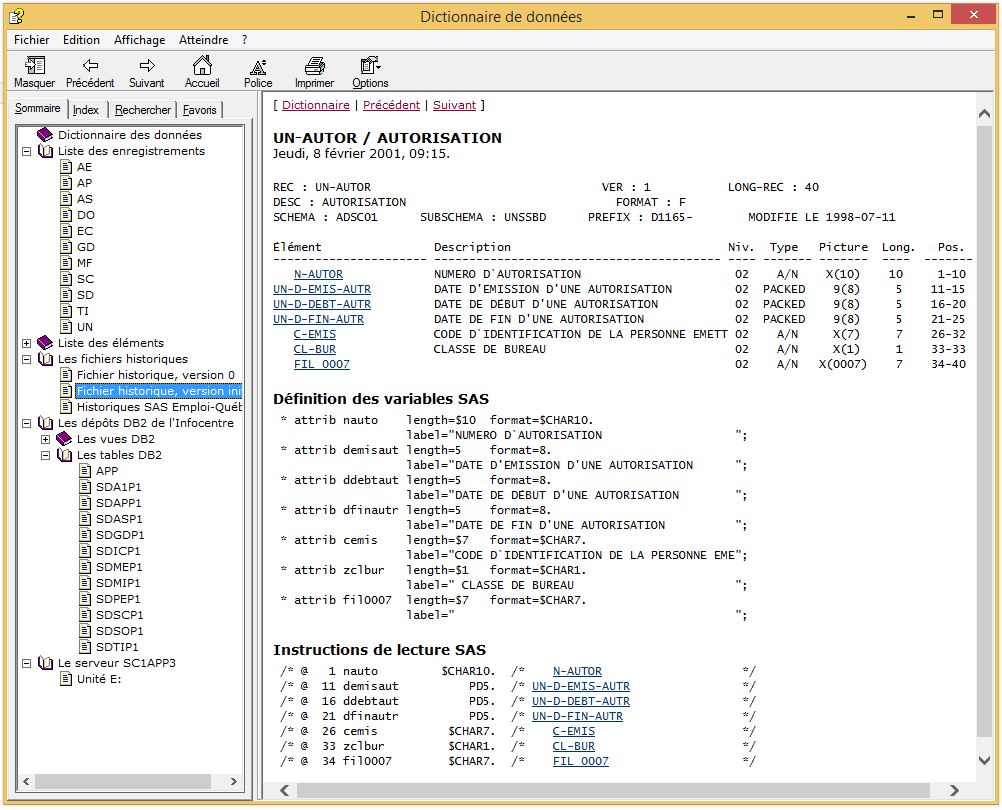 Dictionnaire de données
Fichier Edition Affichage Atteindre ?
Masquer Précédent Suivant Accueil Police Imprimer Options
Sommaire Index Rechercher Favoris
Dictionnaire des données
Liste des enregistrements
AE
AP
AS
DO
EC
GD
MF
SC
SD
TI
UN
Liste des éléments
Les fichiers historiques
Fichier historique, version 0
Fichier historique, version ini
Historiques SAS Emploi-Québ
Les dépôts DB2 de l'Infocentre
Les vues DB2
Les tables DB2
APP
SDA1P1
SDAPP1
SDASP1
SDGDP1
SDICP1
SDMEP1
SDMIP1
SDPEP1
SDSCP1
SDSOP1
SDTIP1
Le serveur SC1APP3
Unité E:
[ Dictionnaire | Précédent | Suivant ]
UN-AUTOR / AUTORISATION
Jeudi, 8 février 2001, 09:15.
REC : UN-AUTOR VER : 1 LONG-REC : 40
DESC : AUTORISATION FORMAT : F
SCHEMA : ADSC01 SUBSCHEMA : UNSSBD PREFIX : D1165- MODIFIE LE 1998-07-11
Élément Description Niv. Type Picture Long. Pos.
N-AUTOR NUMERO D`AUTORISATION 02 A/N X(10) 10 1-10
UN-D-EMIS-AUTR DATE D'EMISSION D'UNE AUTORISATION 02 PACKED 9(8) 5 11-15
UN-D-DEBT-AUTR DATE DE DÉBUT D'UNE AUTORISATION 02 PACKED 9(8) 5 16-20
UN-D-FIN-AUTR DATE DE FIN D'UNE AUTORISATION 02 PACKED 9(8) 5 21-25
C-EMIS CODE D`IDENTIFICATION DE LA PERSONNE EMETT 02 A/N X(7) 7 26-32
CL-BUR CLASSE DE BUREAU 02 A/N X(1) 1 33-33
FIL 0007 02 A/N X(0007) 7 34-40
Définition des variables SAS
* attrib nauto length=$10 format=$CHAR10.
label="NUMERO D`AUTORISATION ";
* attrib demisaut length=5 format=8.
label="DATE D'EMISSION D'UNE AUTORISATION ";
* attrib ddebtaut length=5 format=8.
label="DATE DE DÉBUT D'UNE AUTORISATION ";
* attrib dfinautr length=5 format=8.
label="DATE DE FIN D'UNE AUTORISATION ";
* attrib cemis length=$7 format=$CHAR7.
label="CODE D`IDENTIFICATION DE LA PERSONNE EME";
* attrib zclbur length=$1 format=$CHAR1.
label=" CLASSE DE BUREAU ";
* attrib fil0007 length=$7 format=$CHAR7.
label=" ";
Instructions de lecture SAS
/* @ 1 nauto $CHAR10. /* N-AUTOR */
/* @ 11 demisaut PD5. /* UN-D-EMIS-AUTR */
/* @ 16 ddebtaut PD5. /* UN-D-DEBT-AUTR */
/* @ 21 dfinautr PD5. /* UN-D-FIN-AUTR */
/* @ 26 cemis $CHAR7. /* C-EMIS */
/* @ 33 zclbur $CHAR1. /* CL-BUR */
/* @ 34 fil0007 $CHAR7. /* FIL 0007 */